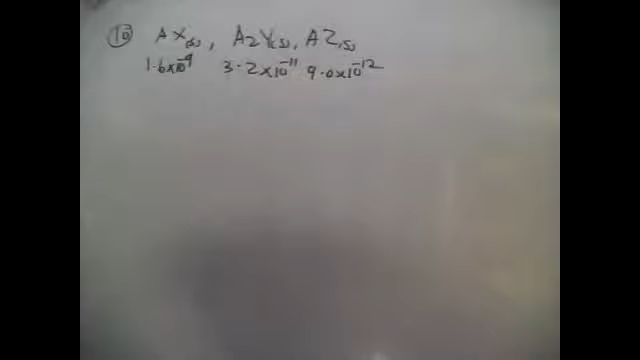 ⑩ AX(s), A2Y(s), AZ(s)
1.6x10^-9 3.2x10^-11 9.0x10^-12